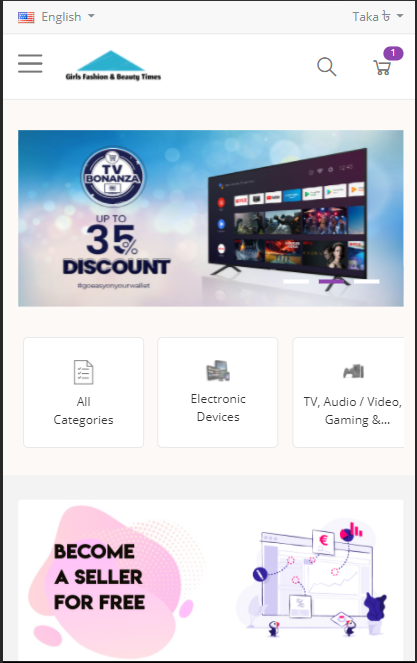 English
Taka ৳
Girls Fashion & Beauty Times
1
TV
BONANZA
UP TO
35%
DISCOUNT
#goeasyonyourwallet
All
Categories
Electronic
Devices
TV, Audio / Video,
Gaming &...
BECOME
A SELLER
FOR FREE
€